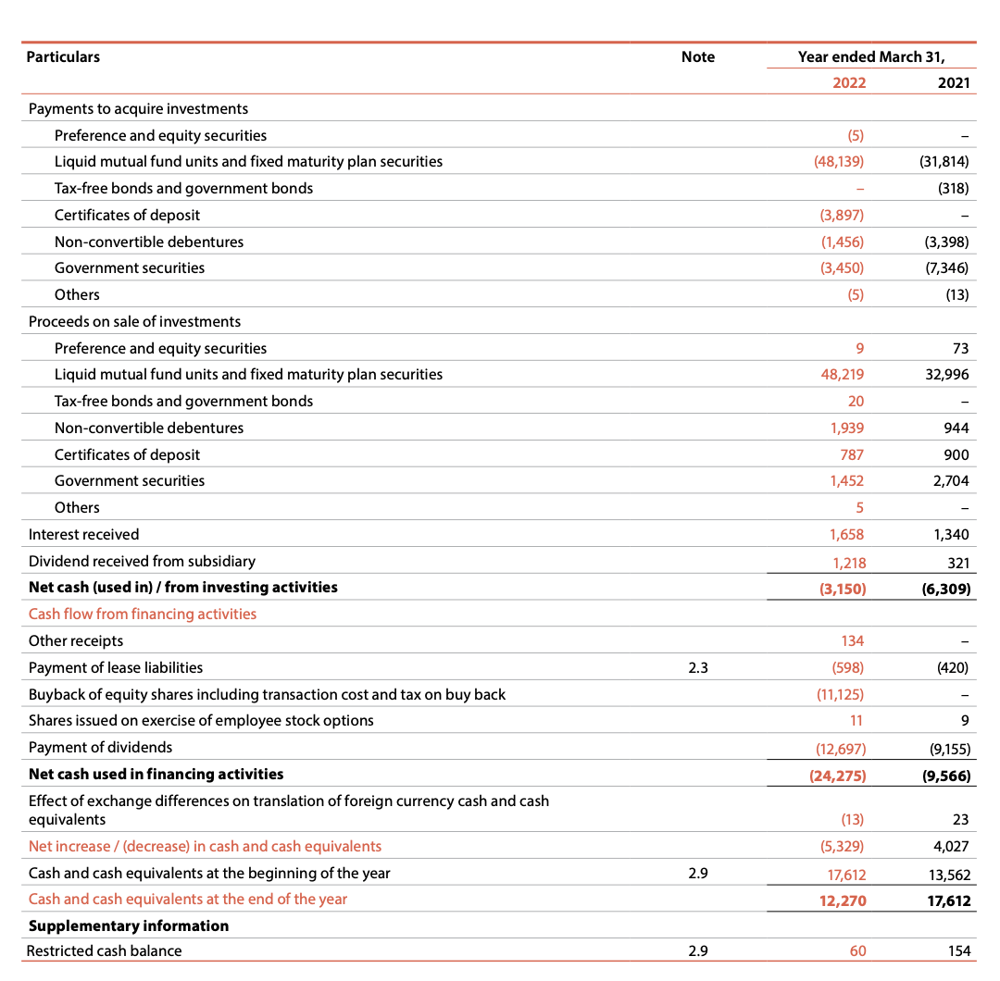 Particulars Note Year ended March 31,
2022 2021
Payments to acquire investments
Preference and equity securities (5) –
Liquid mutual fund units and fixed maturity plan securities (48,139) (31,814)
Tax-free bonds and government bonds – (318)
Certificates of deposit (3,897) –
Non-convertible debentures (1,456) (3,398)
Government securities (3,450) (7,346)
Others (5) (13)
Proceeds on sale of investments
Preference and equity securities 9 73
Liquid mutual fund units and fixed maturity plan securities 48,219 32,996
Tax-free bonds and government bonds 20 –
Non-convertible debentures 1,939 944
Certificates of deposit 787 900
Government securities 1,452 2,704
Others 5 –
Interest received 1,658 1,340
Dividend received from subsidiary 1,218 321
Net cash (used in) / from investing activities (3,150) (6,309)
Cash flow from financing activities
Other receipts 134 –
Payment of lease liabilities 2.3 (598) (420)
Buyback of equity shares including transaction cost and tax on buy back (11,125) –
Shares issued on exercise of employee stock options 11 9
Payment of dividends (12,697) (9,155)
Net cash used in financing activities (24,275) (9,566)
Effect of exchange differences on translation of foreign currency cash and cash
equivalents (13) 23
Net increase / (decrease) in cash and cash equivalents (5,329) 4,027
Cash and cash equivalents at the beginning of the year 2.9 17,612 13,562
Cash and cash equivalents at the end of the year 12,270 17,612
Supplementary information
Restricted cash balance 2.9 60 154